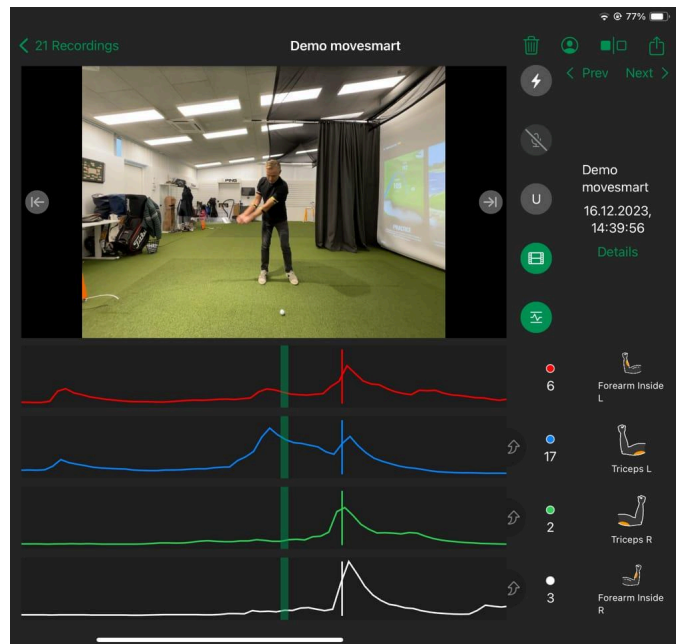 77%
21 Recordings
Demo movesmart
Prev Next
Demo
movesmart
16.12.2023,
14:39:56
Details
U
PING
6
Forearm Inside
L
17
Triceps L
2
Triceps R
3
Forearm Inside
R